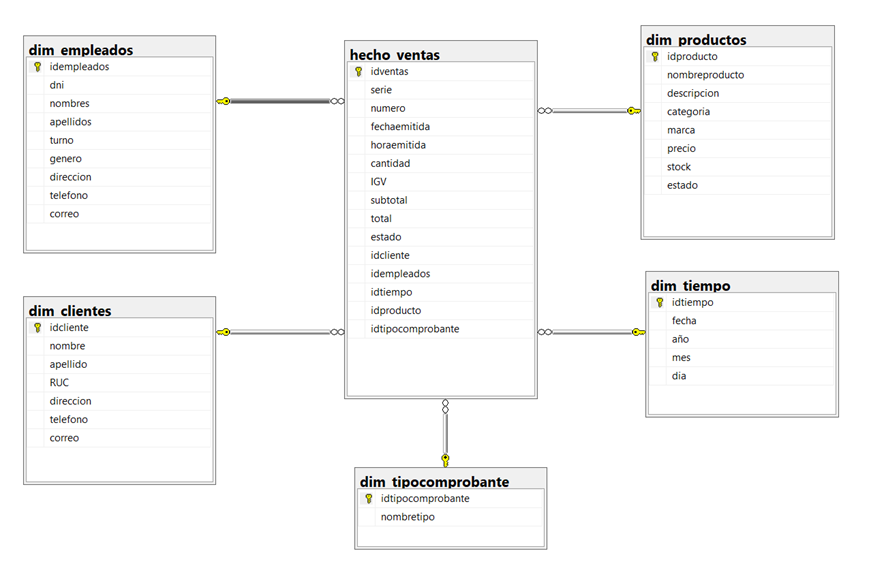 dim_empleados
idempleados
dni
nombres
apellidos
turno
genero
direccion
telefono
correo
hecho_ventas
idventas
serie
numero
fechaemitida
horaemitida
cantidad
IGV
subtotal
total
estado
idcliente
idempleados
idtiempo
idproducto
idtipocomprobante
dim_productos
idproducto
nombreproducto
descripcion
categoria
marca
precio
stock
estado
dim_clientes
idcliente
nombre
apellido
RUC
direccion
telefono
correo
dim_tiempo
idtiempo
fecha
año
mes
dia
dim_tipocomprobante
idtipocomprobante
nombretipo